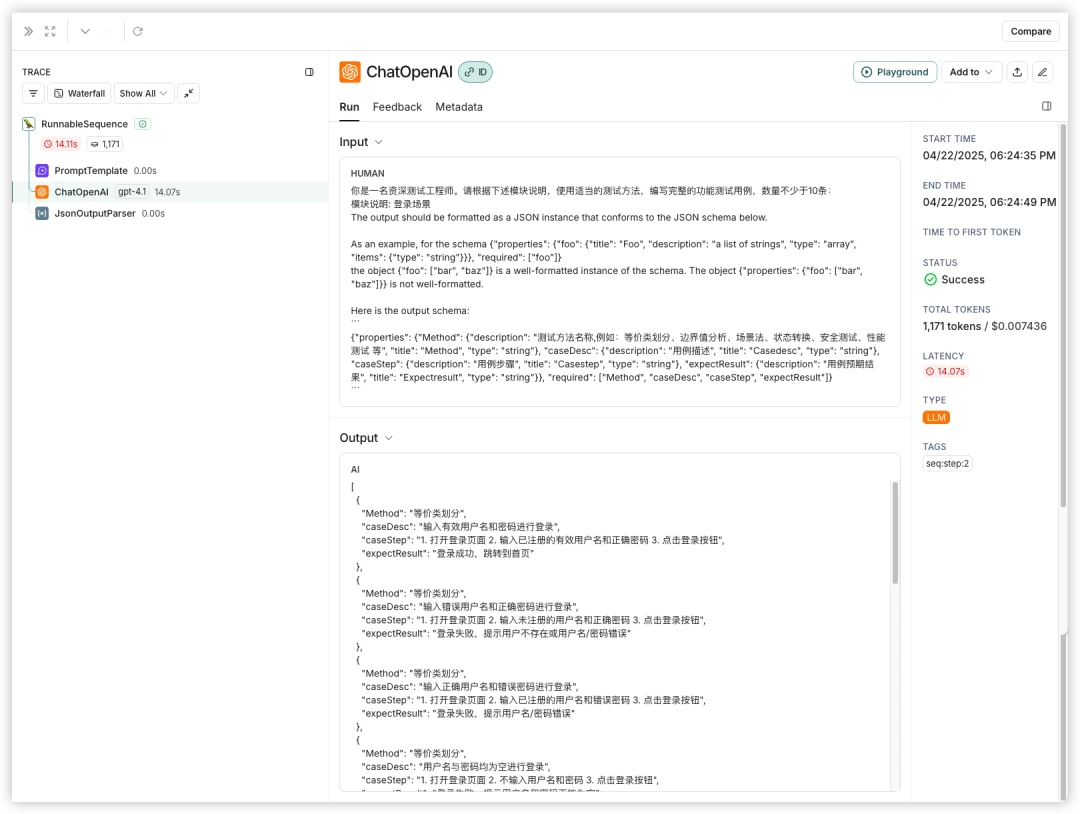 Compare
TRACE
Waterfall
Show All
RunnableSequence
14.11s
1,171
PromptTemplate 0.00s
ChatOpenAI gpt-4.1 14.07s
JsonOutputParser 0.00s
ChatOpenAI
ID
Playground
Add to
Run Feedback Metadata
Input
HUMAN
你是一名资深测试工程师。请根据下述模块说明，使用适当的测试方法，编写完整的功能测试用例，数量不少于10条：
模块说明: 登录场景
The output should be formatted as a JSON instance that conforms to the JSON schema below.
As an example, for the schema {"properties": {"foo": {"title": "Foo", "description": "a list of strings", "type": "array",
"items": {"type": "string"}}}, "required": ["foo"]}
the object {"foo": ["bar", "baz"]} is a well-formatted instance of the schema. The object {"properties": {"foo": ["bar",
"baz"]}} is not well-formatted.
Here is the output schema:
```
{"properties": {"Method": {"description": "测试方法名称,例如：等价类划分、边界值分析、场景法、状态转换、安全测试、性能
测试 等", "title": "Method", "type": "string"}, "caseDesc": {"description": "用例描述", "title": "Casedesc", "type": "string"},
"caseStep": {"description": "用例步骤", "title": "Casestep", "type": "string"}, "expectResult": {"description": "用例预期结
果", "title": "Expectresult", "type": "string"}}, "required": ["Method", "caseDesc", "caseStep", "expectResult"]}
```
Output
AI
[
{
"Method": "等价类划分",
"caseDesc": "输入有效用户名和密码进行登录",
"caseStep": "1. 打开登录页面 2. 输入已注册的有效用户名和正确密码 3. 点击登录按钮",
"expectResult": "登录成功，跳转到首页"
},
{
"Method": "等价类划分",
"caseDesc": "输入错误用户名和正确密码进行登录",
"caseStep": "1. 打开登录页面 2. 输入未注册的用户名和正确密码 3. 点击登录按钮",
"expectResult": "登录失败，提示用户不存在或用户名/密码错误"
},
{
"Method": "等价类划分",
"caseDesc": "输入正确用户名和错误密码进行登录",
"caseStep": "1. 打开登录页面 2. 输入已注册的用户名和错误密码 3. 点击登录按钮",
"expectResult": "登录失败，提示用户名/密码错误"
},
{
"Method": "等价类划分",
"caseDesc": "用户名与密码均为空进行登录",
"caseStep": "1. 打开登录页面 2. 不输入用户名和密码 3. 点击登录按钮",
START TIME
04/22/2025, 06:24:35 PM
END TIME
04/22/2025, 06:24:49 PM
TIME TO FIRST TOKEN
STATUS
Success
TOTAL TOKENS
1,171 tokens / $0.007436
LATENCY
14.07s
TYPE
LLM
TAGS
seq:step:2